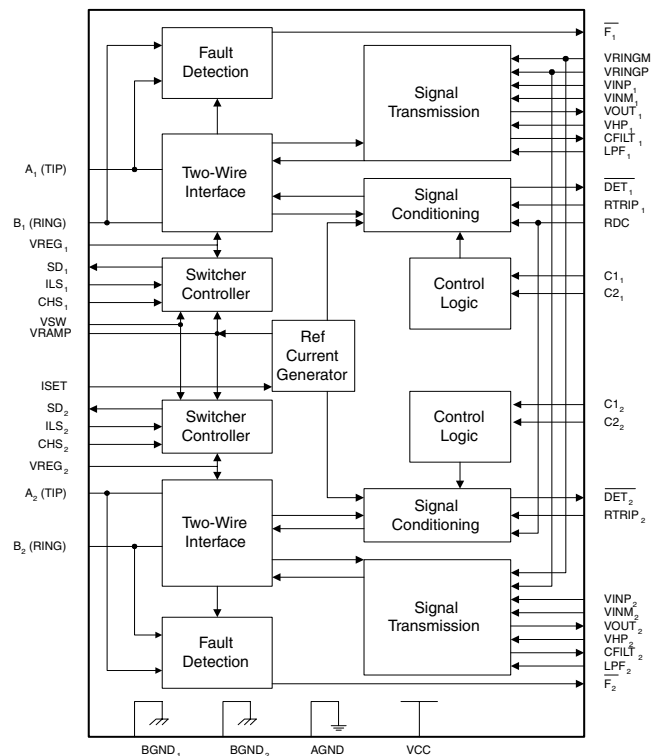 F₁
Fault
Detection
VRINGM
VRINGP
VINP₁
VINM₁
VOUT₁
VHP₁
CFILT₁
LPF₁
Signal
Transmission
A₁ (TIP)
Two-Wire
Interface
DET₁
RTRIP₁
RDC
Signal
Conditioning
B₁ (RING)
VREG₁
SD₁
ILS₁
CHS₁
VSW
VRAMP
Switcher
Controller
Control
Logic
C1₁
C2₁
Ref
Current
Generator
ISET
SD₂
ILS₂
CHS₂
VREG₂
Switcher
Controller
Control
Logic
C1₂
C2₂
A₂ (TIP)
B₂ (RING)
Two-Wire
Interface
Signal
Conditioning
DET₂
RTRIP₂
Signal
Transmission
VINP₂
VINM₂
VOUT₂
VHP₂
CFILT₂
LPF₂
F₂
Fault
Detection
BGND₁
BGND₂
AGND
VCC